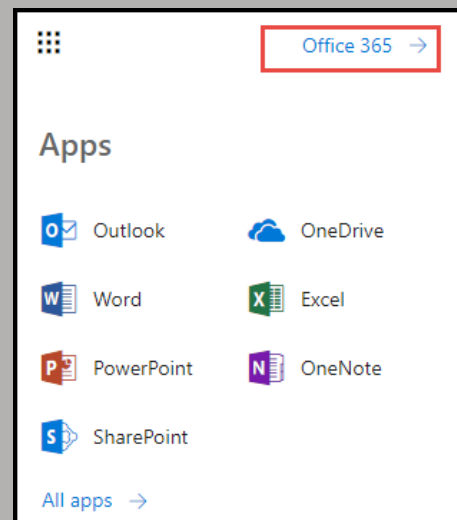 Office 365 →
Apps
Outlook OneDrive
Word Excel
PowerPoint OneNote
SharePoint
All apps →